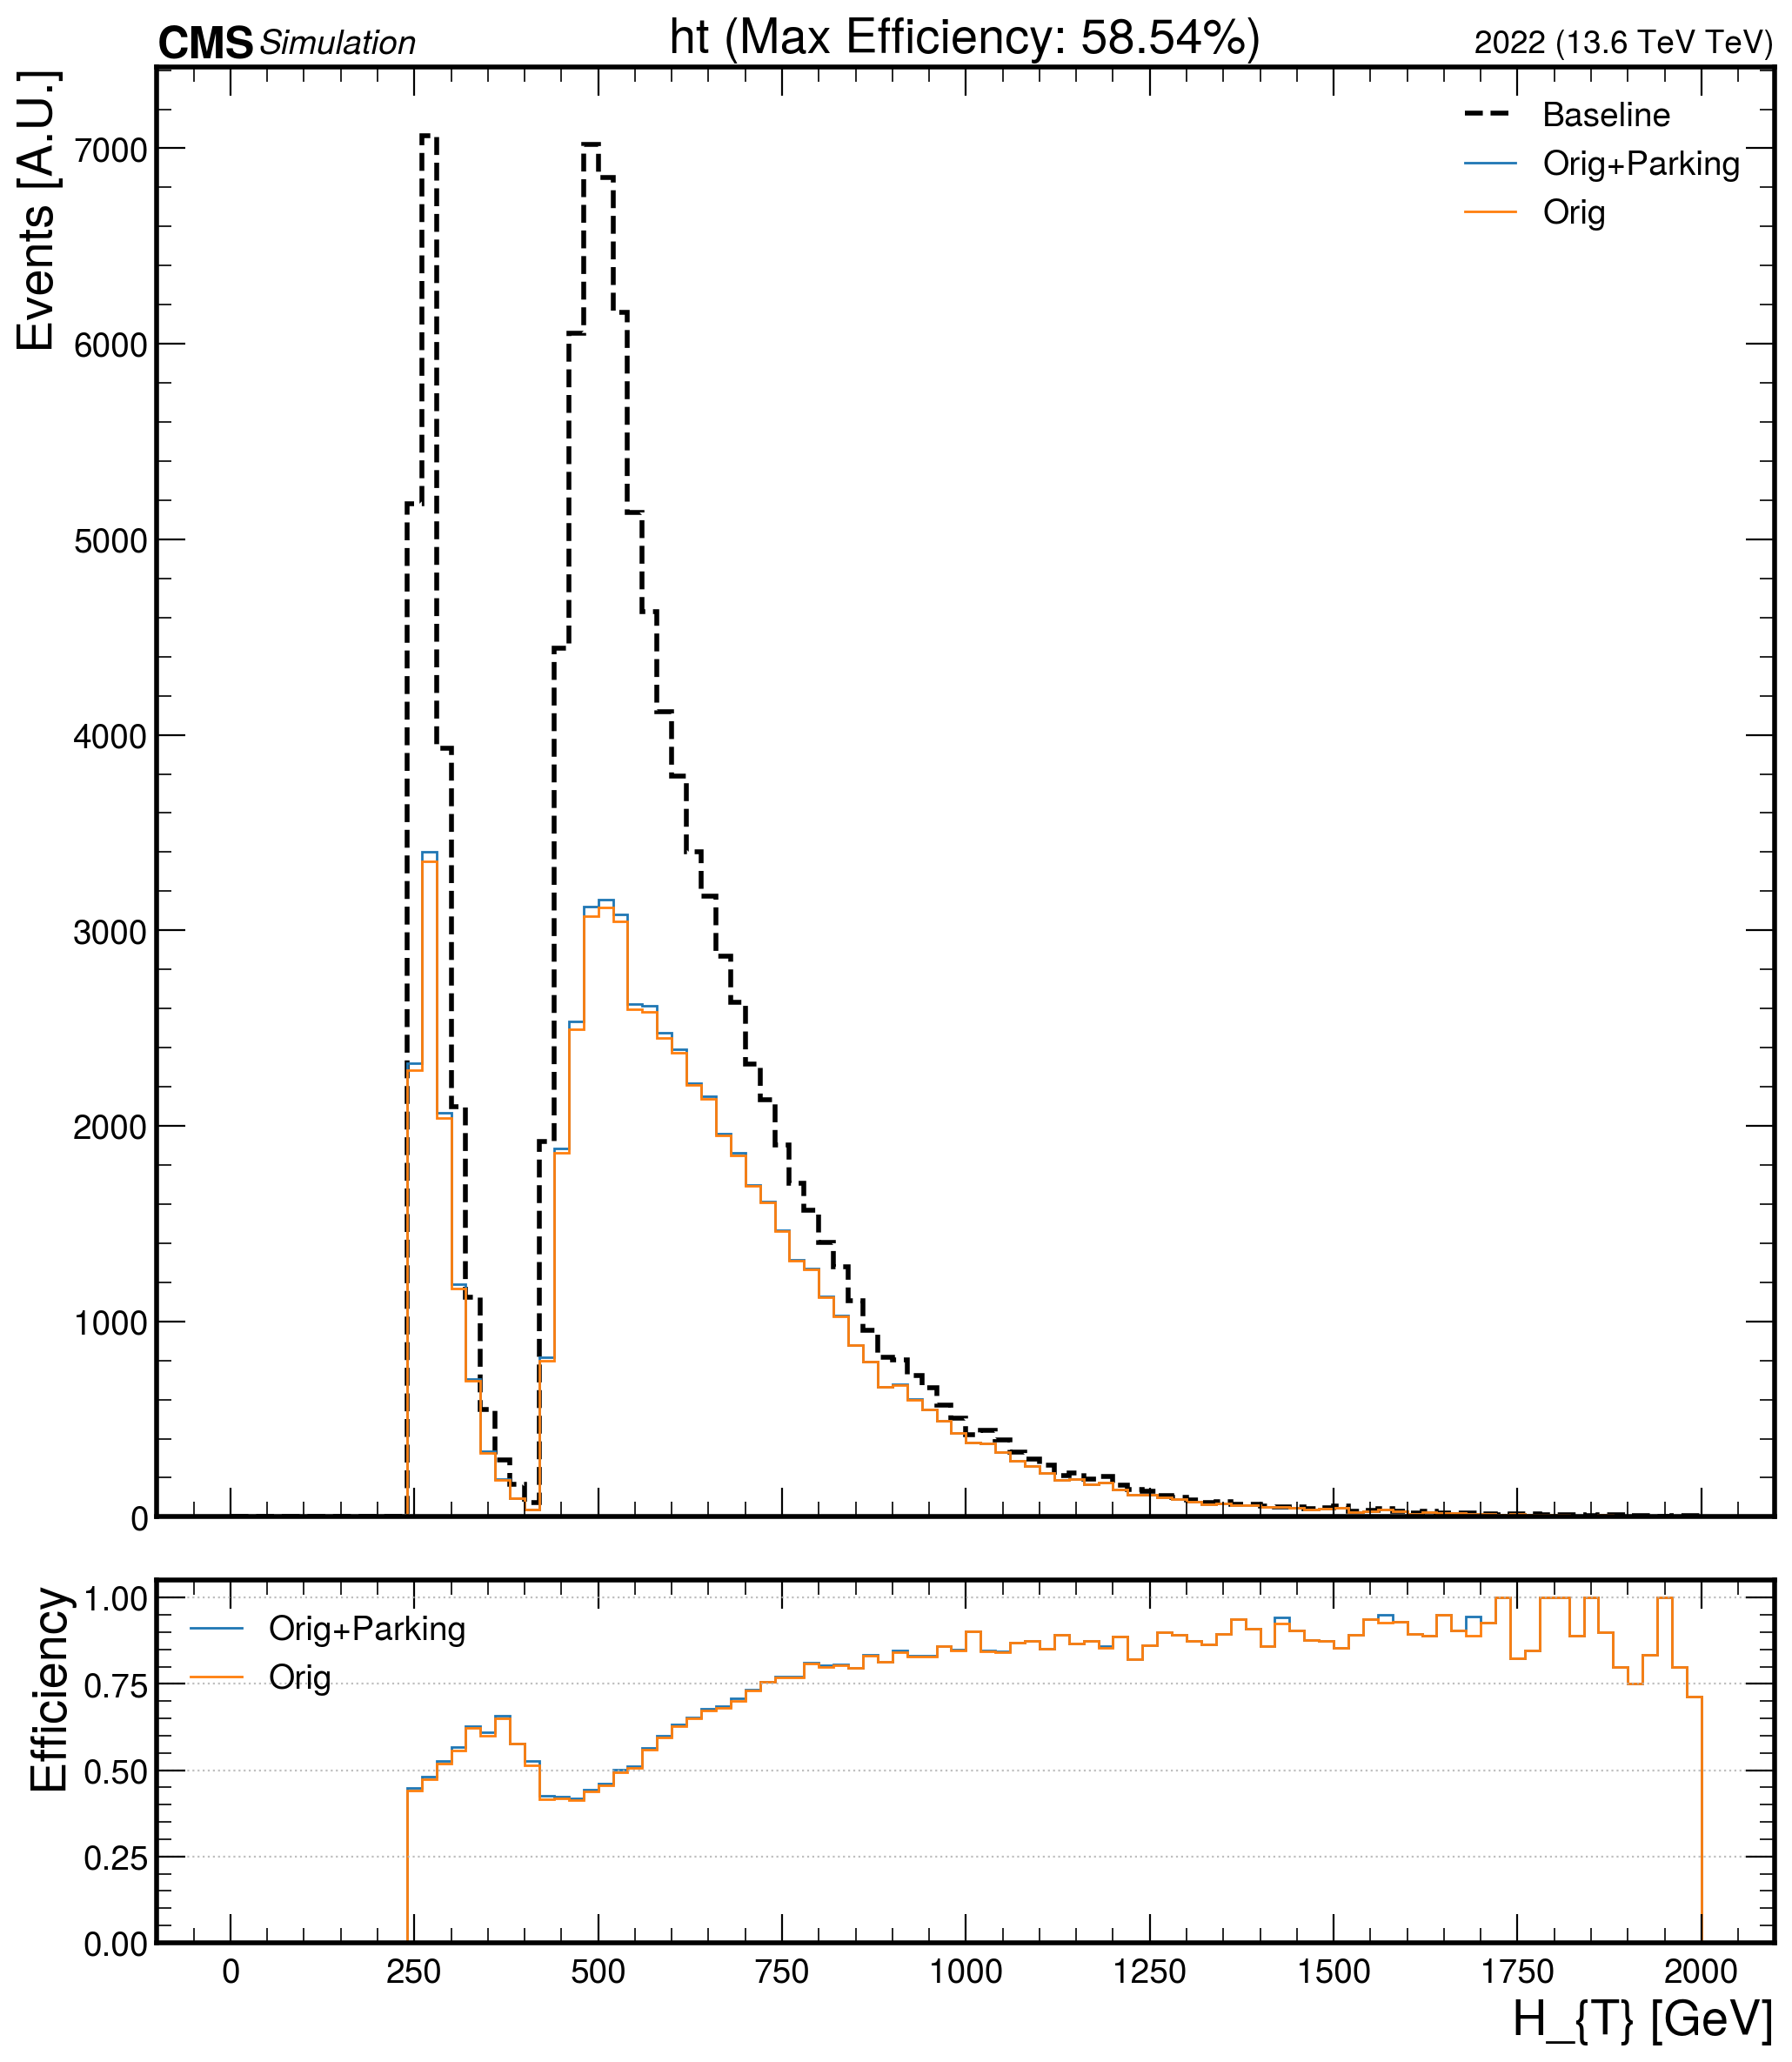 CMS Simulation ht (Max Efficiency: 58.54%) 2022 (13.6 TeV TeV)
Events [A.U.]
7000
6000
5000
4000
3000
2000
1000
0
Baseline
Orig+Parking
Orig
Efficiency
1.00
0.75
0.50
0.25
0.00
Orig+Parking
Orig
0 250 500 750 1000 1250 1500 1750 2000
H_{T} [GeV]